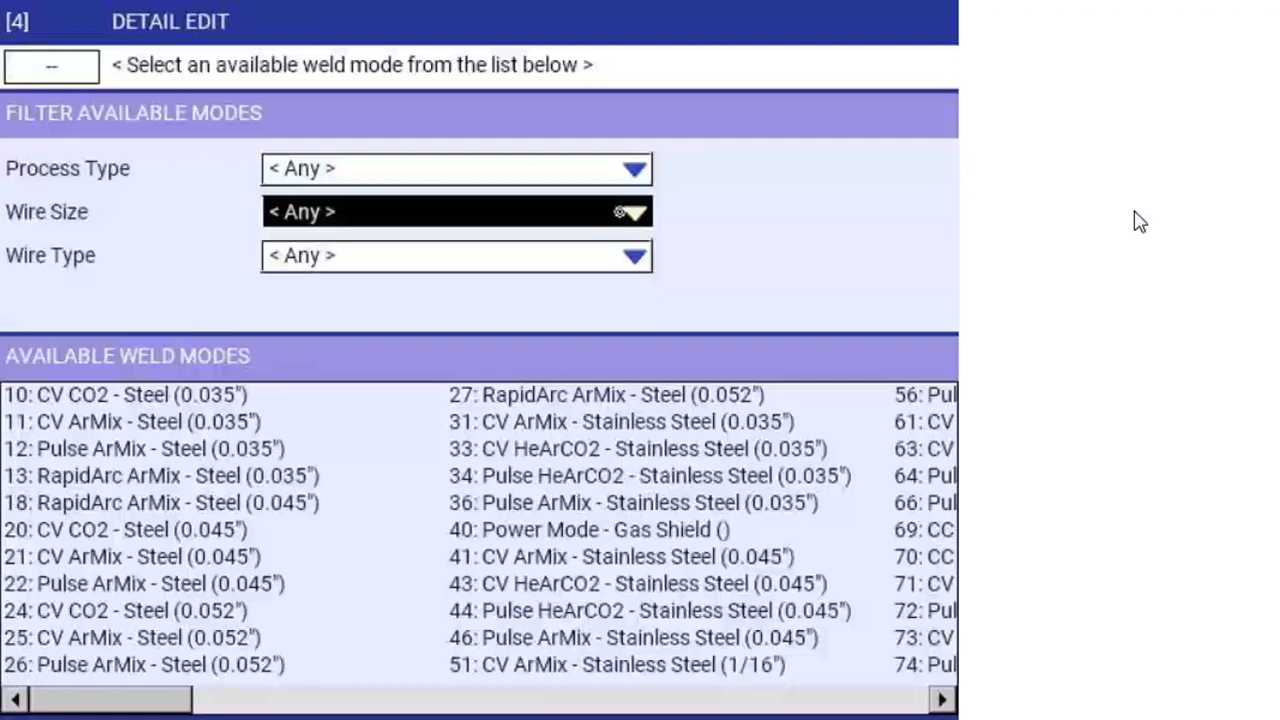 [4] DETAIL EDIT
-- < Select an available weld mode from the list below >
FILTER AVAILABLE MODES
Process Type < Any >
Wire Size < Any >
Wire Type < Any >
AVAILABLE WELD MODES
10: CV CO2 - Steel (0.035") 27: RapidArc ArMix - Steel (0.052") 56: Pul
11: CV ArMix - Steel (0.035") 31: CV ArMix - Stainless Steel (0.035") 61: CV
12: Pulse ArMix - Steel (0.035") 33: CV HeArCO2 - Stainless Steel (0.035") 63: CV
13: RapidArc ArMix - Steel (0.035") 34: Pulse HeArCO2 - Stainless Steel (0.035") 64: Pul
18: RapidArc ArMix - Steel (0.045") 36: Pulse ArMix - Stainless Steel (0.035") 66: Pul
20: CV CO2 - Steel (0.045") 40: Power Mode - Gas Shield () 69: CC
21: CV ArMix - Steel (0.045") 41: CV ArMix - Stainless Steel (0.045") 70: CC
22: Pulse ArMix - Steel (0.045") 43: CV HeArCO2 - Stainless Steel (0.045") 71: CV
24: CV CO2 - Steel (0.052") 44: Pulse HeArCO2 - Stainless Steel (0.045") 72: Pul
25: CV ArMix - Steel (0.052") 46: Pulse ArMix - Stainless Steel (0.045") 73: CV
26: Pulse ArMix - Steel (0.052") 51: CV ArMix - Stainless Steel (1/16") 74: Pul